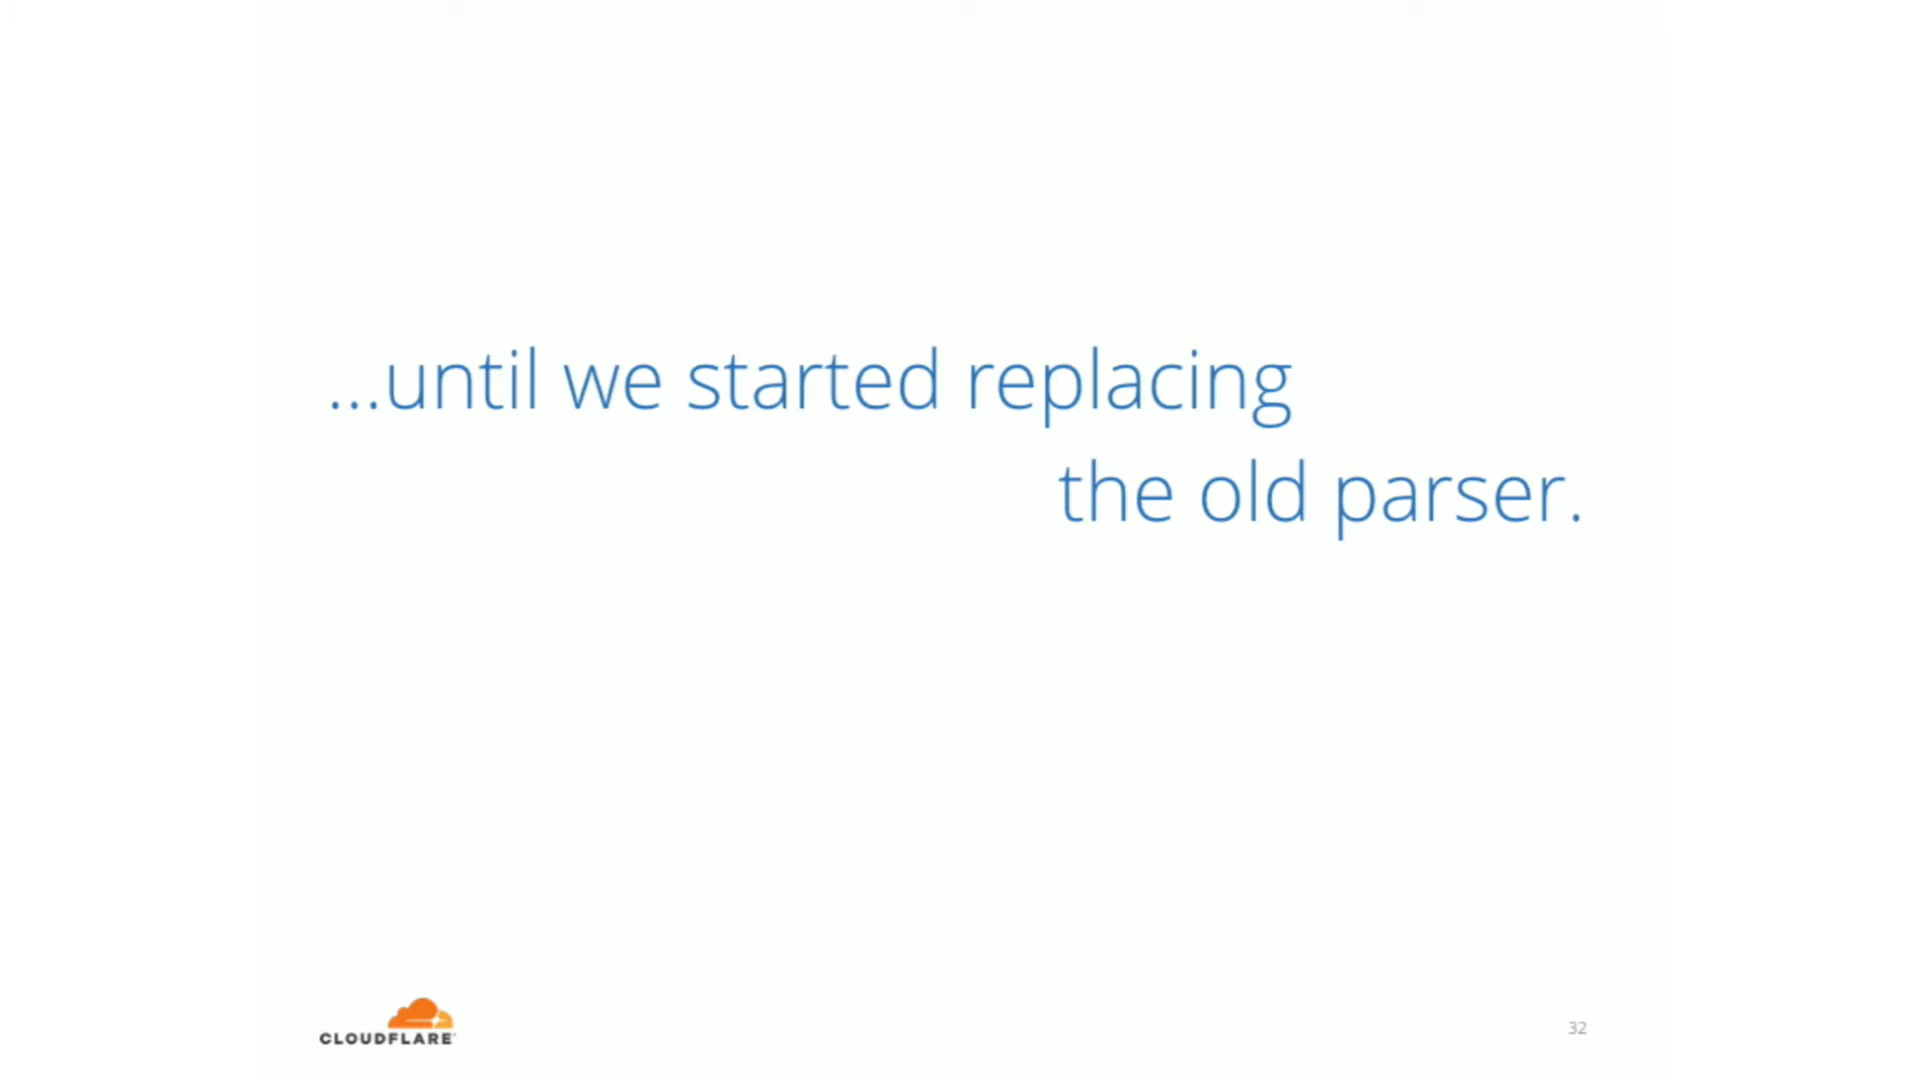 ...until we started replacing
the old parser.
CLOUDFLARE
32